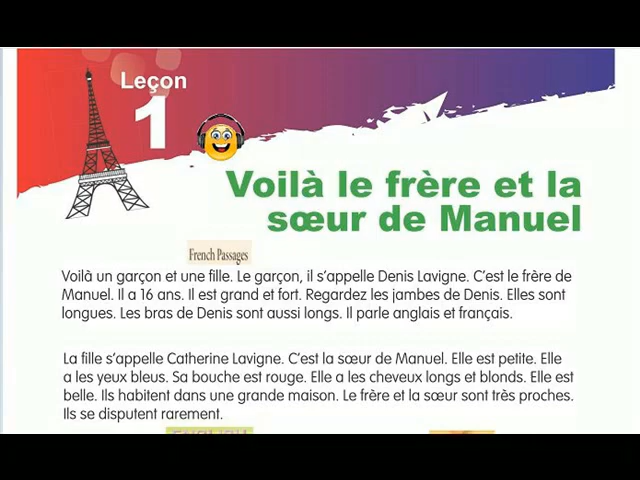 Leçon
1
Voilà le frère et la
sœur de Manuel
French Passages
Voilà un garçon et une fille. Le garçon, il s’appelle Denis Lavigne. C’est le frère de
Manuel. Il a 16 ans. Il est grand et fort. Regardez les jambes de Denis. Elles sont
longues. Les bras de Denis sont aussi longs. Il parle anglais et français.
La fille s’appelle Catherine Lavigne. C’est la sœur de Manuel. Elle est petite. Elle
a les yeux bleus. Sa bouche est rouge. Elle a les cheveux longs et blonds. Elle est
belle. Ils habitent dans une grande maison. Le frère et la sœur sont très proches.
Ils se disputent rarement.